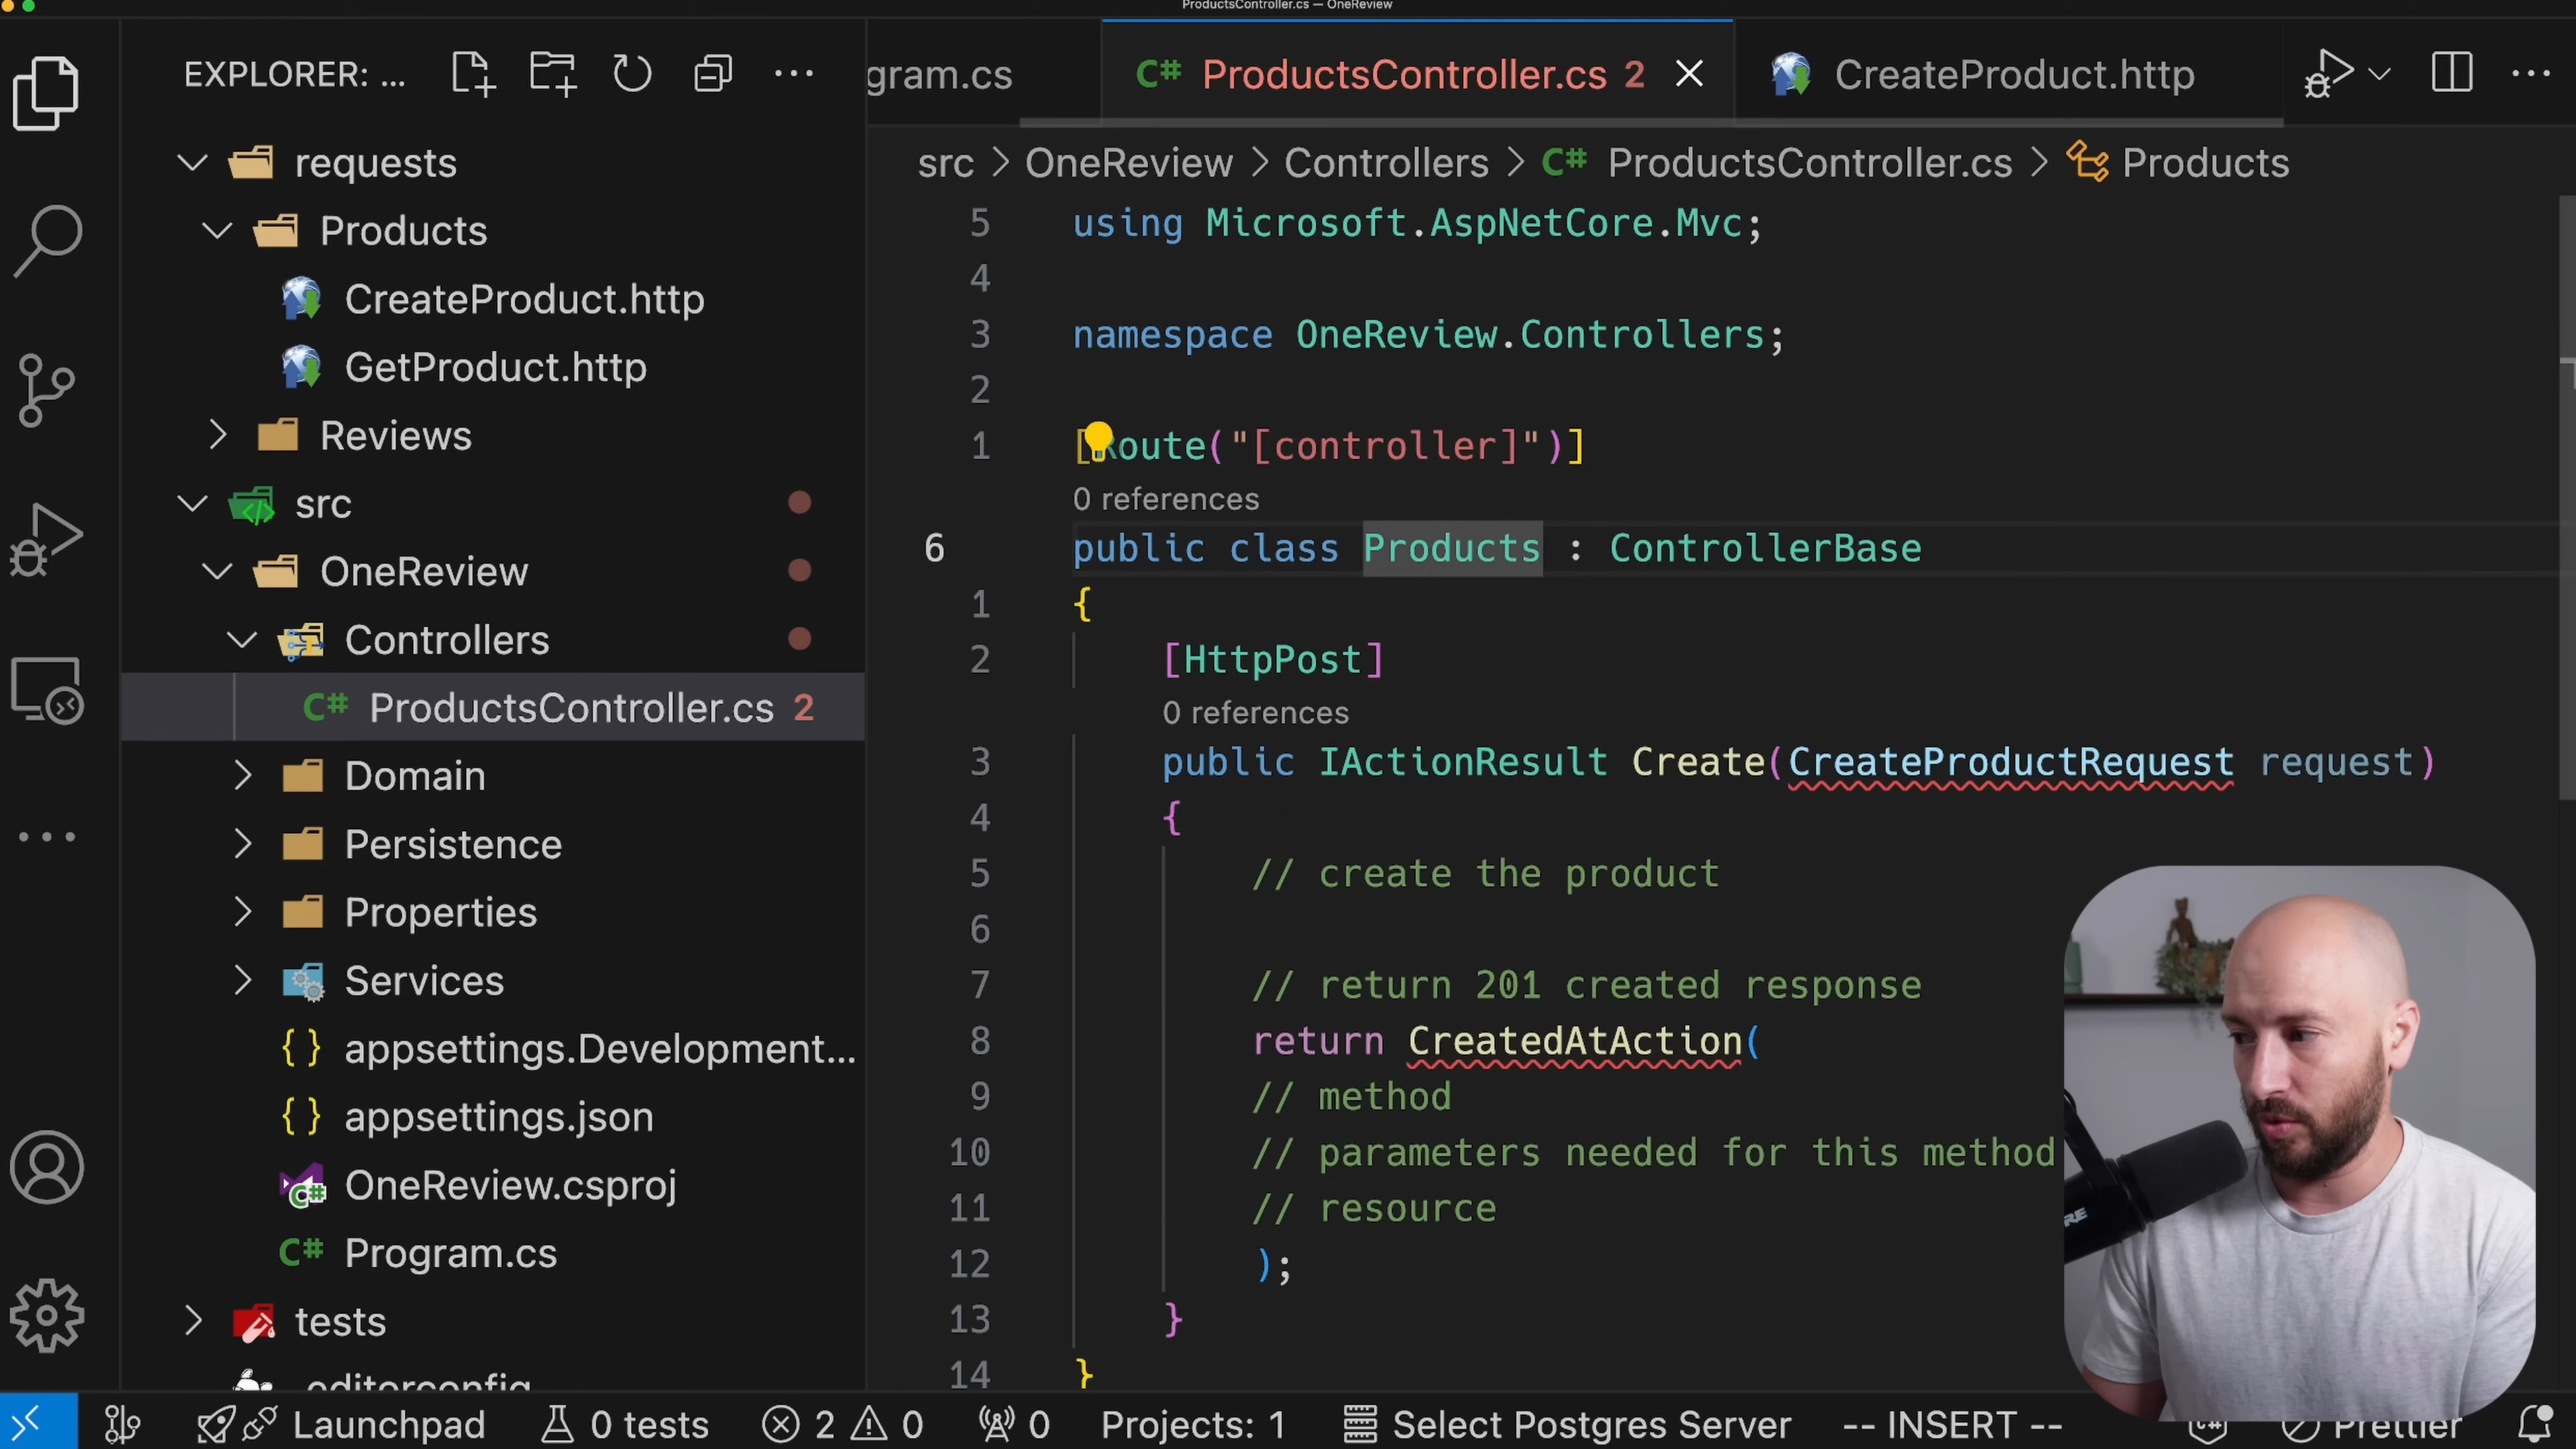 ProductsController.cs — OneReview
EXPLORER: ...
gram.cs
C# ProductsController.cs 2
CreateProduct.http
requests
Products
CreateProduct.http
GetProduct.http
Reviews
src
OneReview
Controllers
C# ProductsController.cs 2
Domain
Persistence
Properties
Services
{} appsettings.Development...
{} appsettings.json
OneReview.csproj
C# Program.cs
tests
.editorconfig
src > OneReview > Controllers > C# ProductsController.cs > Products
5 using Microsoft.AspNetCore.Mvc;
4
3 namespace OneReview.Controllers;
2
1 [Route("[controller]")]
0 references
6 public class Products : ControllerBase
1 {
2 [HttpPost]
0 references
3 public IActionResult Create(CreateProductRequest request)
4 {
5 // create the product
6
7 // return 201 created response
8 return CreatedAtAction(
9 // method
10 // parameters needed for this method
11 // resource
12 );
13 }
14 }
Launchpad 0 tests 2 0 0 Projects: 1 Select Postgres Server -- INSERT -- Prettier